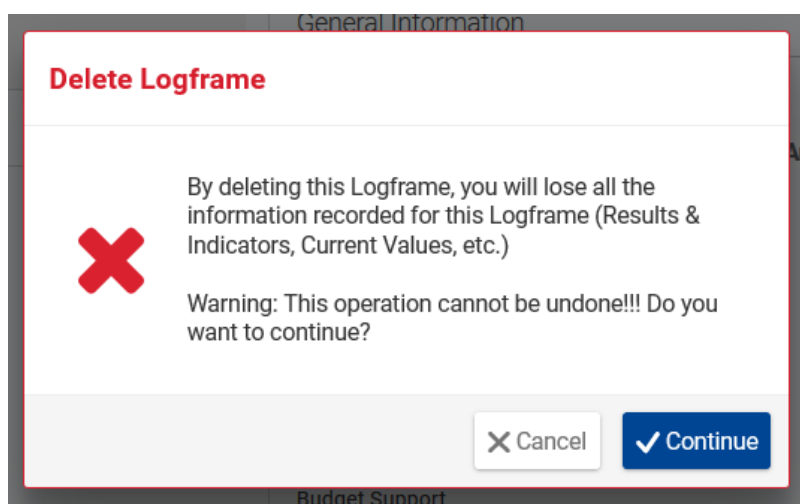 General Information
Delete Logframe
By deleting this Logframe, you will lose all the
information recorded for this Logframe (Results &
Indicators, Current Values, etc.)
Warning: This operation cannot be undone!!! Do you
want to continue?
Cancel
Continue
Budget Support